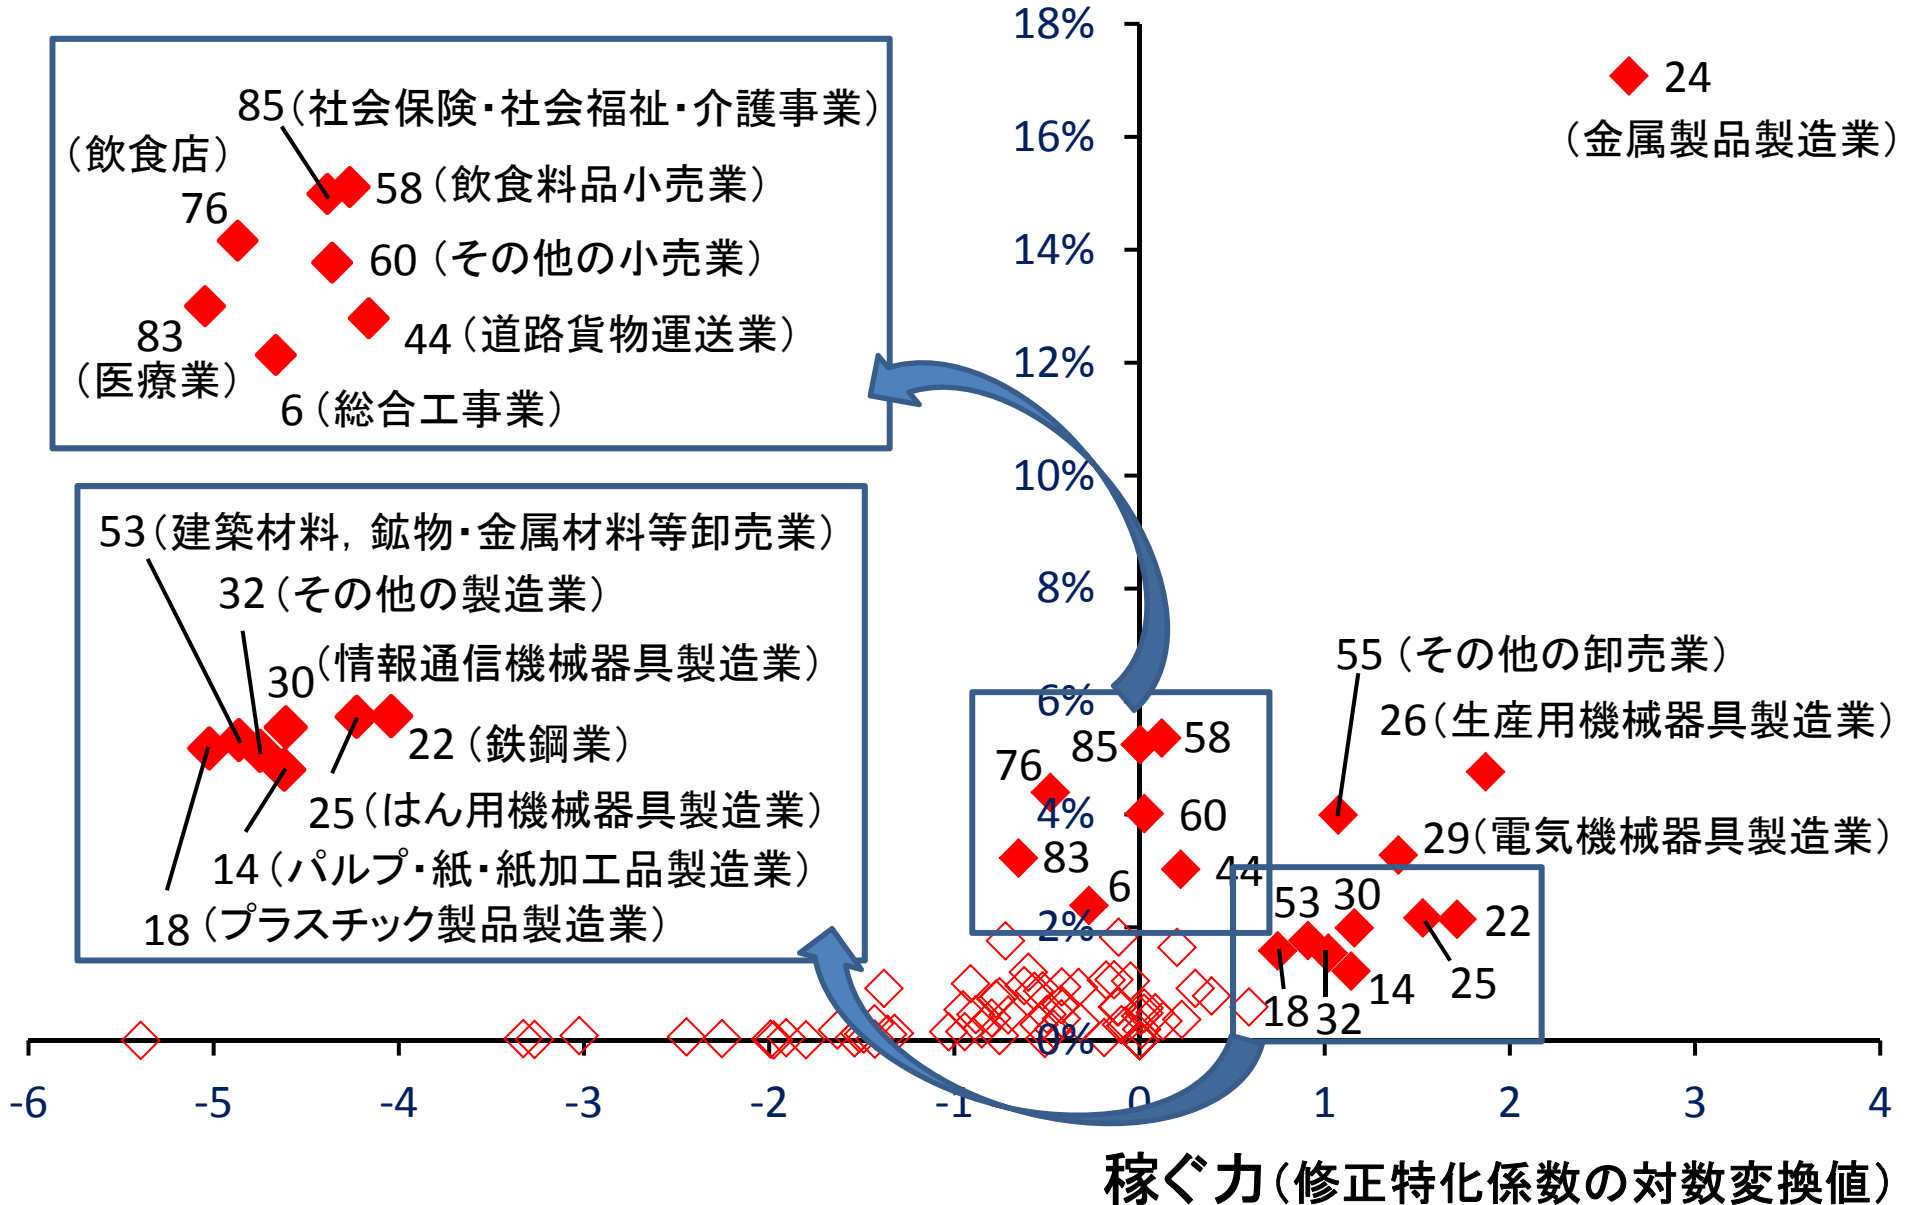 18%
24
(金属製品製造業)
16%
14%
12%
10%
8%
6%
4%
2%
0%
85(社会保険・社会福祉・介護事業)
(飲食店)
76
58(飲食料品小売業)
60(その他の小売業)
83
(医療業)
44(道路貨物運送業)
6(総合工事業)
53(建築材料, 鉱物・金属材料等卸売業)
32(その他の製造業)
30(情報通信機械器具製造業)
22(鉄鋼業)
25(はん用機械器具製造業)
14(パルプ・紙・紙加工品製造業)
18(プラスチック製品製造業)
55(その他の卸売業)
26(生産用機械器具製造業)
29(電気機械器具製造業)
76
85
58
60
83
6
44
53
30
22
18
32
14
25
-6
-5
-4
-3
-2
-1
0
1
2
3
4
稼ぐ力(修正特化係数の対数変換値)